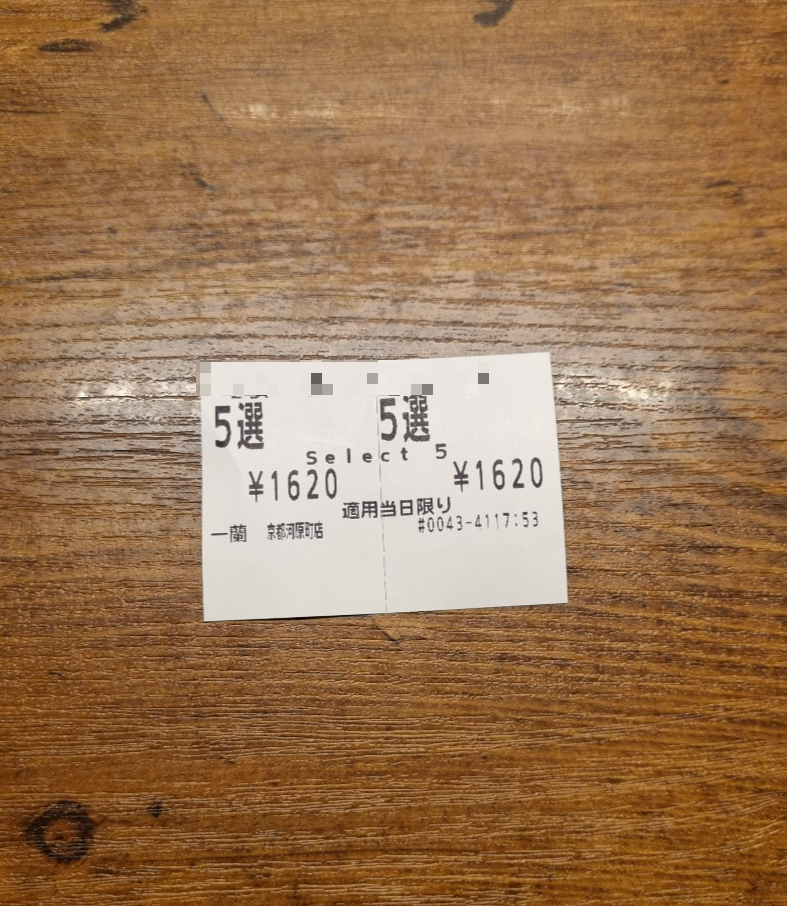 5選 5選
Select 5
¥1620 ¥1620
適用当日限り
一蘭 京都河原町店 #0043-4117:53